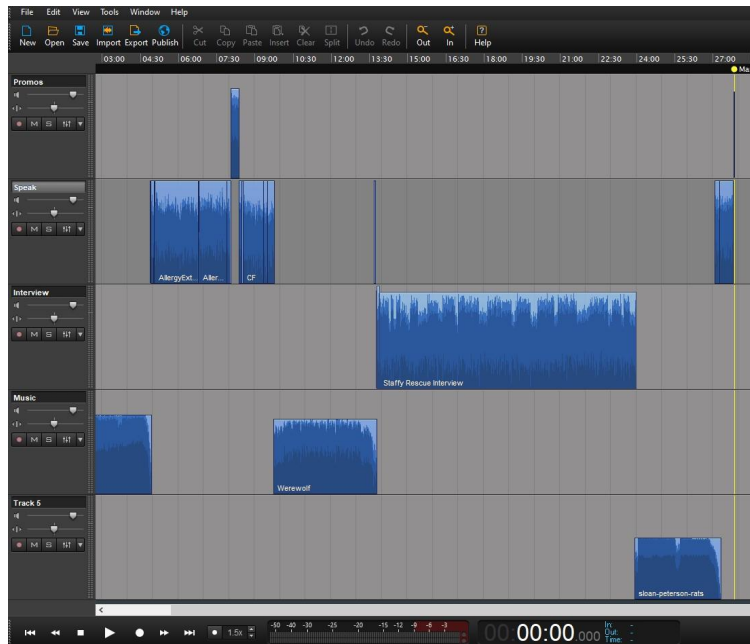 File Edit View Tools Window Help
New Open Save Import Export Publish Cut Copy Paste Insert Clear Split Undo Redo Out In Help
03:00 04:30 06:00 07:30 09:00 10:30 12:00 13:30 15:00 16:30 18:00 19:30 21:00 22:30 24:00 25:30 27:00
Ma
Promos
M S
Speak
M S
AllergyExt... Aller... CF
Interview
M S
Staffy Rescue Interview
Music
M S
Werewolf
Track 5
M S
sloan-peterson-rats
1.5x
-50 -40 -30 -25 -20 -15 -12 -9 -6 -3
00:00:00.000
In: -
Out: -
Time: -